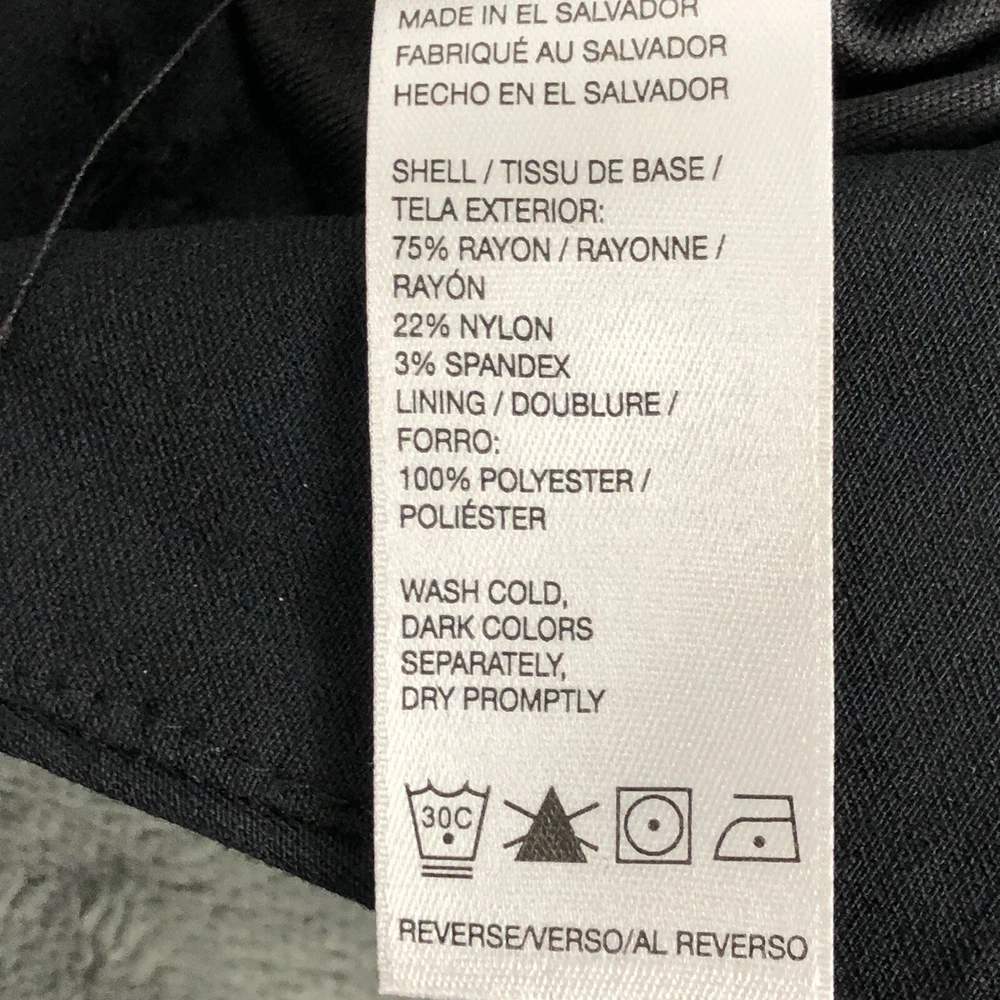 MADE IN EL SALVADOR
FABRIQUÉ AU SALVADOR
HECHO EN EL SALVADOR
SHELL / TISSU DE BASE /
TELA EXTERIOR:
75% RAYON / RAYONNE /
RAYÓN
22% NYLON
3% SPANDEX
LINING / DOUBLURE /
FORRO:
100% POLYESTER /
POLIÉSTER
WASH COLD,
DARK COLORS
SEPARATELY,
DRY PROMPTLY
30C
REVERSE/VERSO/AL REVERSO